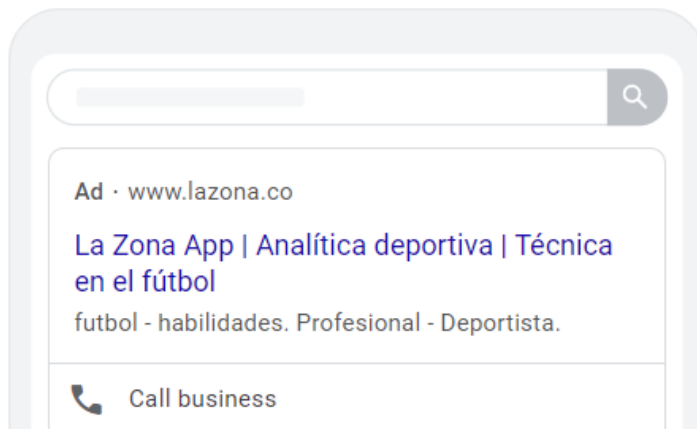 Ad · www.lazona.co
La Zona App | Analítica deportiva | Técnica
en el fútbol
futbol - habilidades. Profesional - Deportista.
Call business